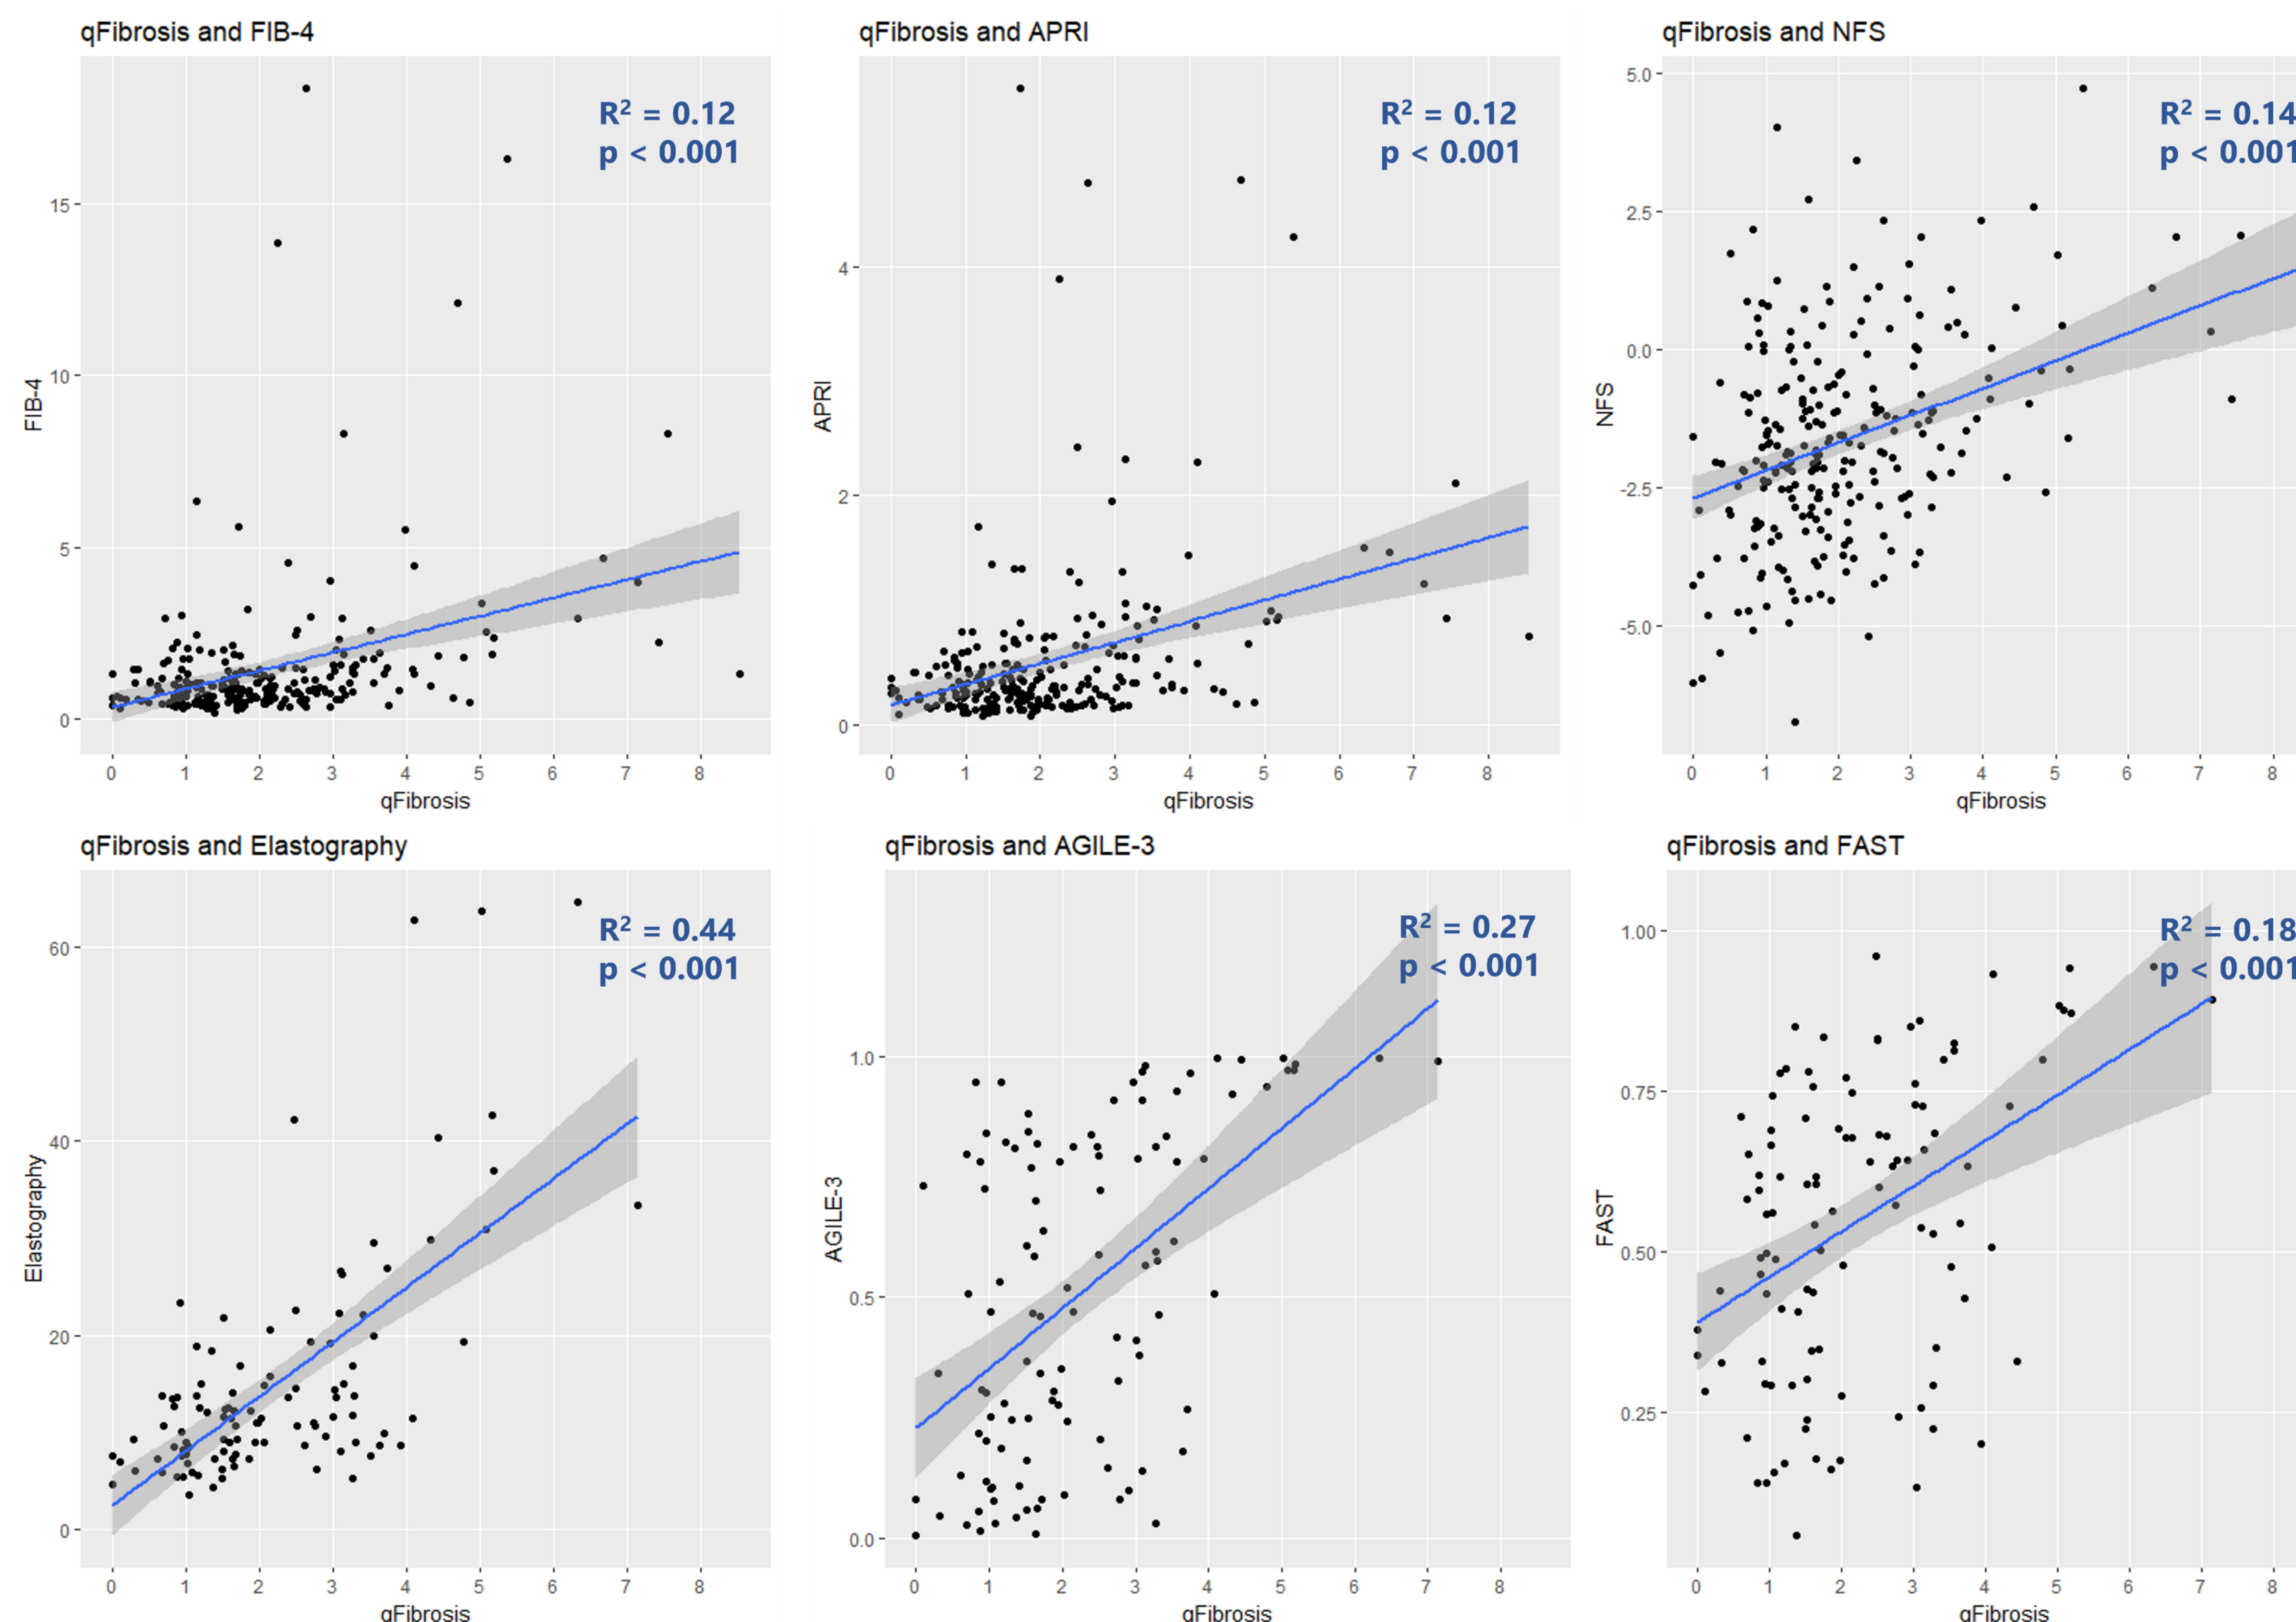 qFibrosis and FIB-4
R² = 0.12
p < 0.001
15
10
5
0
FIB-4
0 1 2 3 4 5 6 7 8
qFibrosis
qFibrosis and APRI
R² = 0.12
p < 0.001
4
2
0
APRI
0 1 2 3 4 5 6 7 8
qFibrosis
qFibrosis and NFS
R² = 0.14
p < 0.001
5.0
2.5
0.0
-2.5
-5.0
NFS
0 1 2 3 4 5 6 7 8
qFibrosis
qFibrosis and Elastography
R² = 0.44
p < 0.001
60
40
20
0
Elastography
0 1 2 3 4 5 6 7 8
qFibrosis
qFibrosis and AGILE-3
R² = 0.27
p < 0.001
1.0
0.5
0.0
AGILE-3
0 1 2 3 4 5 6 7 8
qFibrosis
qFibrosis and FAST
R² = 0.18
p < 0.001
1.00
0.75
0.50
0.25
FAST
0 1 2 3 4 5 6 7 8
qFibrosis